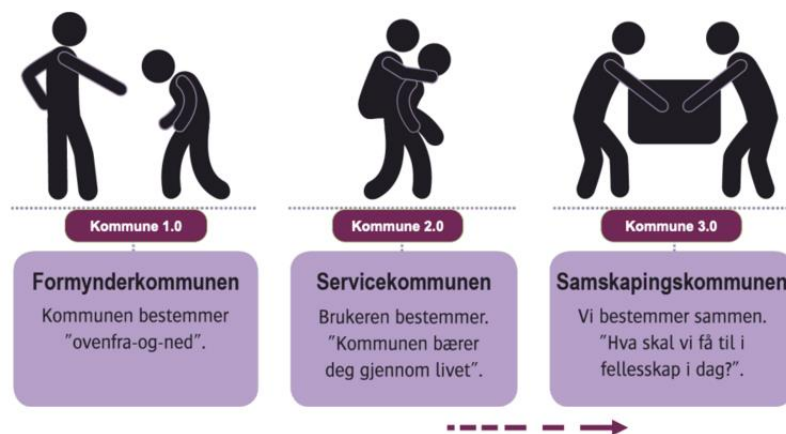 Kommune 1.0
Formynderkommunen
Kommunen bestemmer
"ovenfra-og-ned".
Kommune 2.0
Servicekommunen
Brukeren bestemmer.
"Kommunen bærer
deg gjennom livet".
Kommune 3.0
Samskapingskommunen
Vi bestemmer sammen.
"Hva skal vi få til i
fellesskap i dag?".